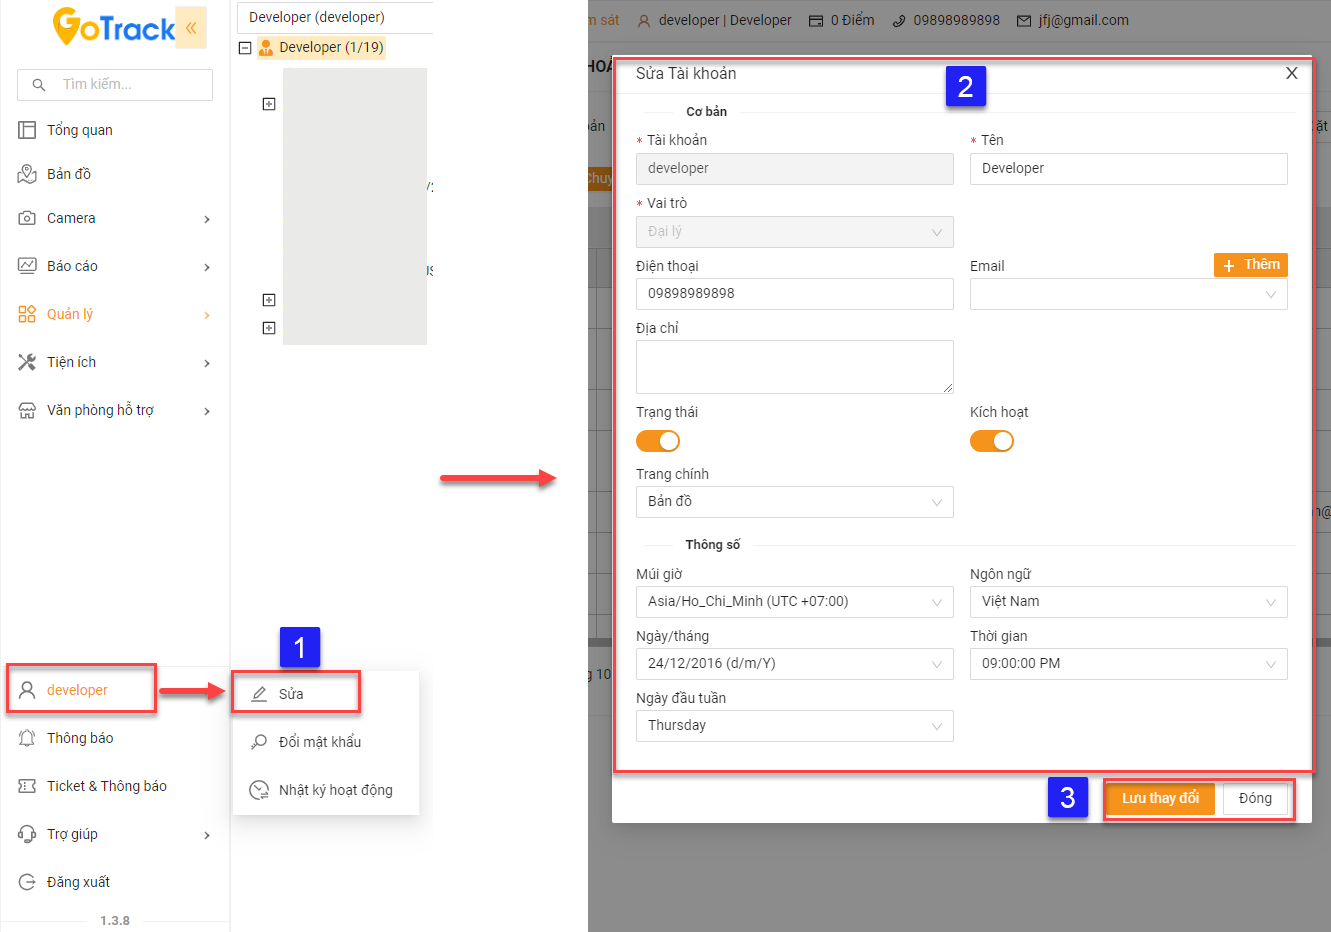 GoTrack
«
Tìm kiếm...
Tổng quan
Bản đồ
Camera
Báo cáo
Quản lý
Tiện ích
Văn phòng hỗ trợ
developer
Thông báo
Ticket & Thông báo
Trợ giúp
Đăng xuất
1.3.8
Developer (developer)
Developer (1/19)
1
Sửa
Đổi mật khẩu
Nhật ký hoạt động
m sát
developer | Developer
0 Điểm
09898989898
jfj@gmail.com
Sửa Tài khoản
X
2
Cơ bản
* Tài khoản
* Tên
developer
Developer
* Vai trò
Đại lý
Điện thoại
Email
+ Thêm
09898989898
Địa chỉ
Trạng thái
Kích hoạt
Trang chính
Bản đồ
Thông số
Múi giờ
Ngôn ngữ
Asia/Ho_Chi_Minh (UTC +07:00)
Việt Nam
Ngày/tháng
Thời gian
24/12/2016 (d/m/Y)
09:00:00 PM
Ngày đầu tuần
Thursday
3
Lưu thay đổi
Đóng